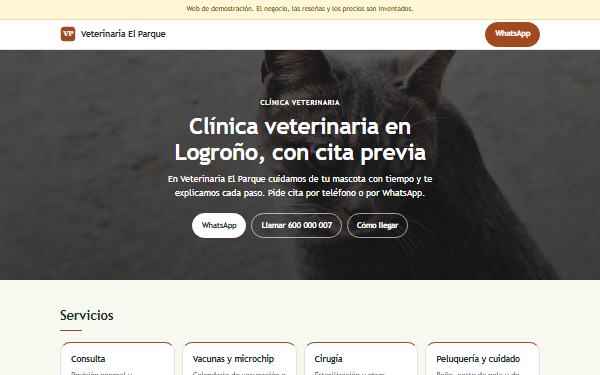 Web de demostración. El negocio, las reseñas y los precios son inventados.
VP Veterinaria El Parque
WhatsApp
CLÍNICA VETERINARIA
Clínica veterinaria en
Logroño, con cita previa
En Veterinaria El Parque cuidamos de tu mascota con tiempo y te
explicamos cada paso. Pide cita por teléfono o por WhatsApp.
WhatsApp
Llamar 600 000 007
Cómo llegar
Servicios
Consulta
Vacunas y microchip
Cirugía
Peluquería y cuidado